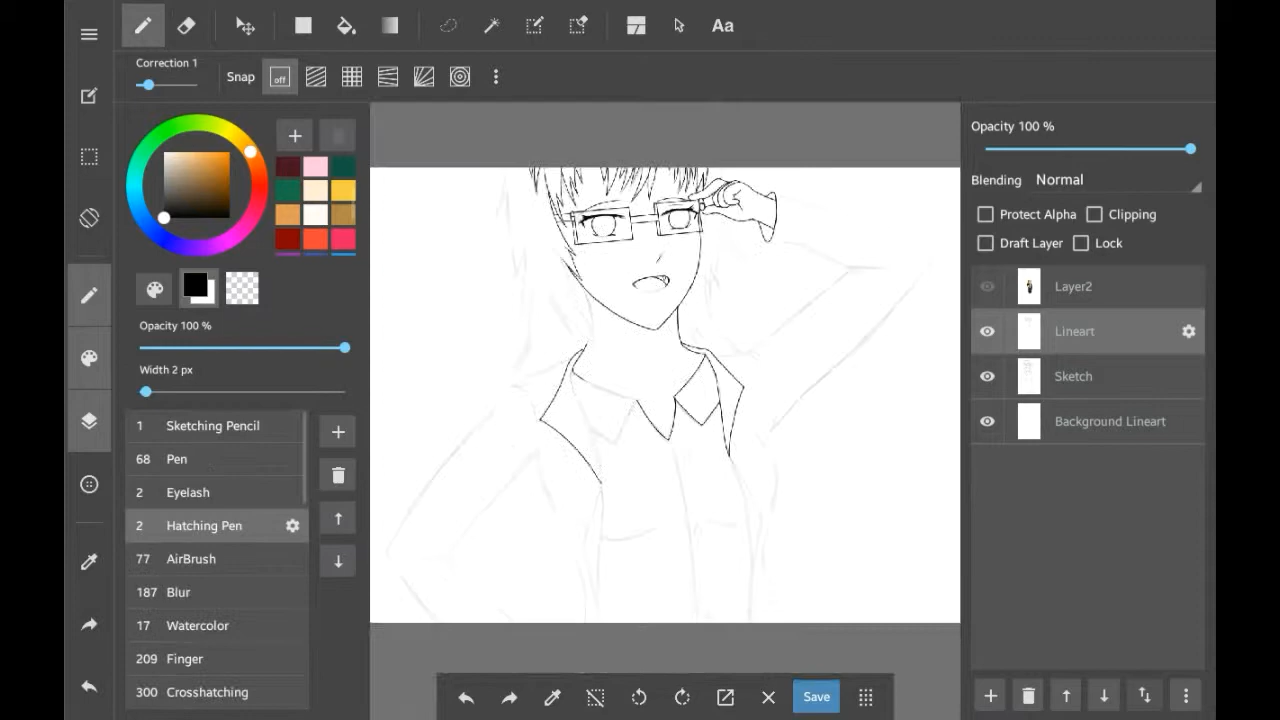 Aa
Correction 1
Snap
off
Opacity 100 %
Width 2 px
1 Sketching Pencil
68 Pen
2 Eyelash
2 Hatching Pen
77 AirBrush
187 Blur
17 Watercolor
209 Finger
300 Crosshatching
Save
Opacity 100 %
Blending Normal
Protect Alpha Clipping
Draft Layer Lock
Layer2
Lineart
Sketch
Background Lineart